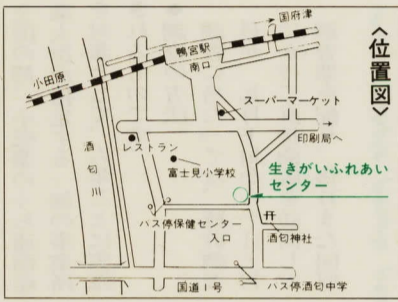 〈位置図〉
国府津
鴨宮駅
南口
小田原
スーパーマーケット
酒匂川
レストラン
印刷局へ
富士見小学校
生きがいふれあい
センター
バス停保健センター
入口
酒匂神社
国道1号
バス停酒匂中学